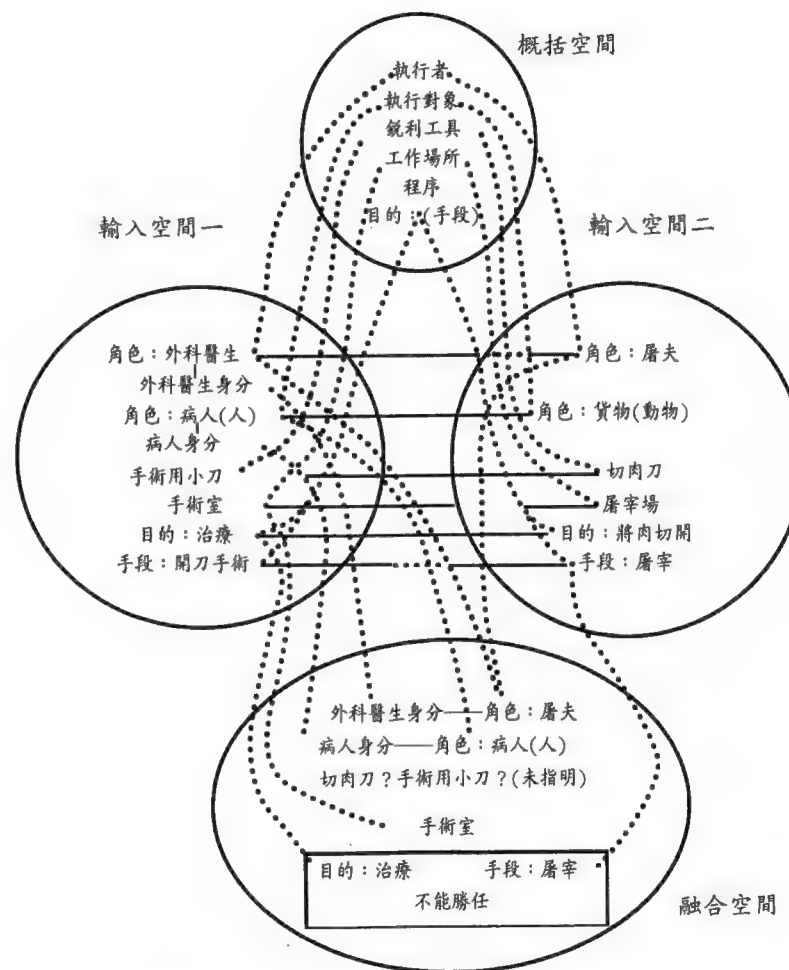 概括空間
執行者
執行對象
銳利工具
工作場所
程序
目的：(手段)
輸入空間一
角色：外科醫生
外科醫生身分
角色：病人(人)
病人身分
手術用小刀
手術室
目的：治療
手段：開刀手術
輸入空間二
角色：屠夫
角色：貨物(動物)
切肉刀
屠宰場
目的：將肉切開
手段：屠宰
外科醫生身分——角色：屠夫
病人身分——角色：病人(人)
切肉刀？手術用小刀？(未指明)
手術室
目的：治療 手段：屠宰
不能勝任
融合空間